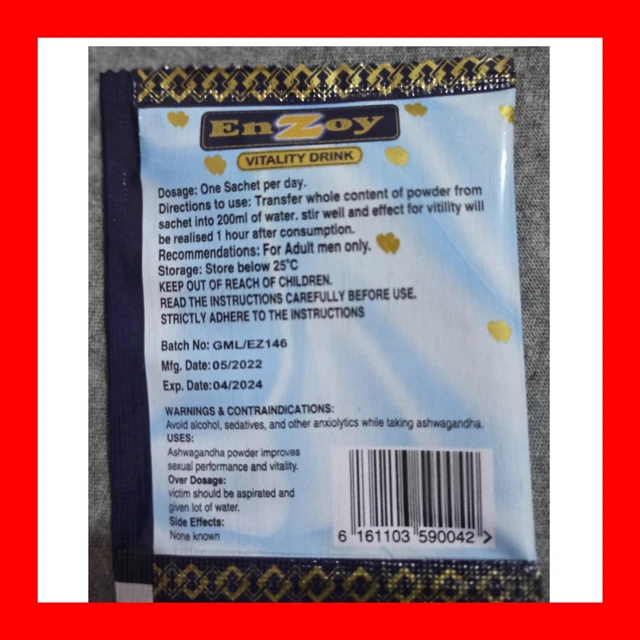 EnZoy
VITALITY DRINK
Dosage: One Sachet per day.
Directions to use: Transfer whole content of powder from
sachet into 200ml of water. stir well and effect for vitility will
be realised 1 hour after consumption.
Recommendations: For Adult men only.
Storage: Store below 25°C
KEEP OUT OF REACH OF CHILDREN.
READ THE INSTRUCTIONS CAREFULLY BEFORE USE.
STRICTLY ADHERE TO THE INSTRUCTIONS
Batch No: GML/EZ146
Mfg. Date: 05/2022
Exp. Date: 04/2024
WARNINGS & CONTRAINDICATIONS:
Avoid alcohol, sedatives, and other anxiolytics while taking ashwagandha.
USES:
Ashwagandha powder improves
sexual performance and vitality.
Over Dosage:
victim should be aspirated and
given lot of water.
Side Effects:
None known
6 161103 590042 >